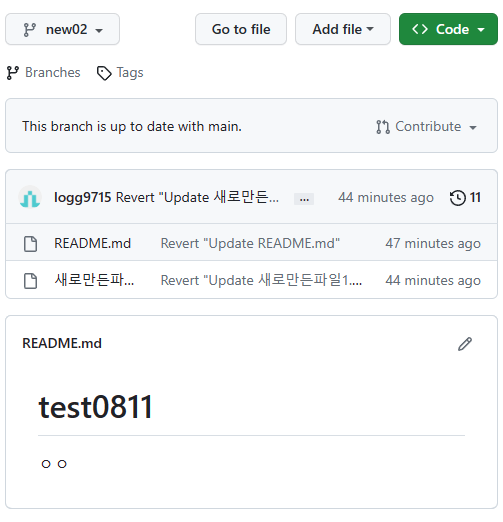 new02 Go to file Add file Code
Branches Tags
This branch is up to date with main. Contribute
logg9715 Revert "Update 새로만든... ... 44 minutes ago 11
README.md Revert "Update README.md" 47 minutes ago
새로만든파... Revert "Update 새로만든파일1.... 44 minutes ago
README.md
test0811
ㅇㅇ